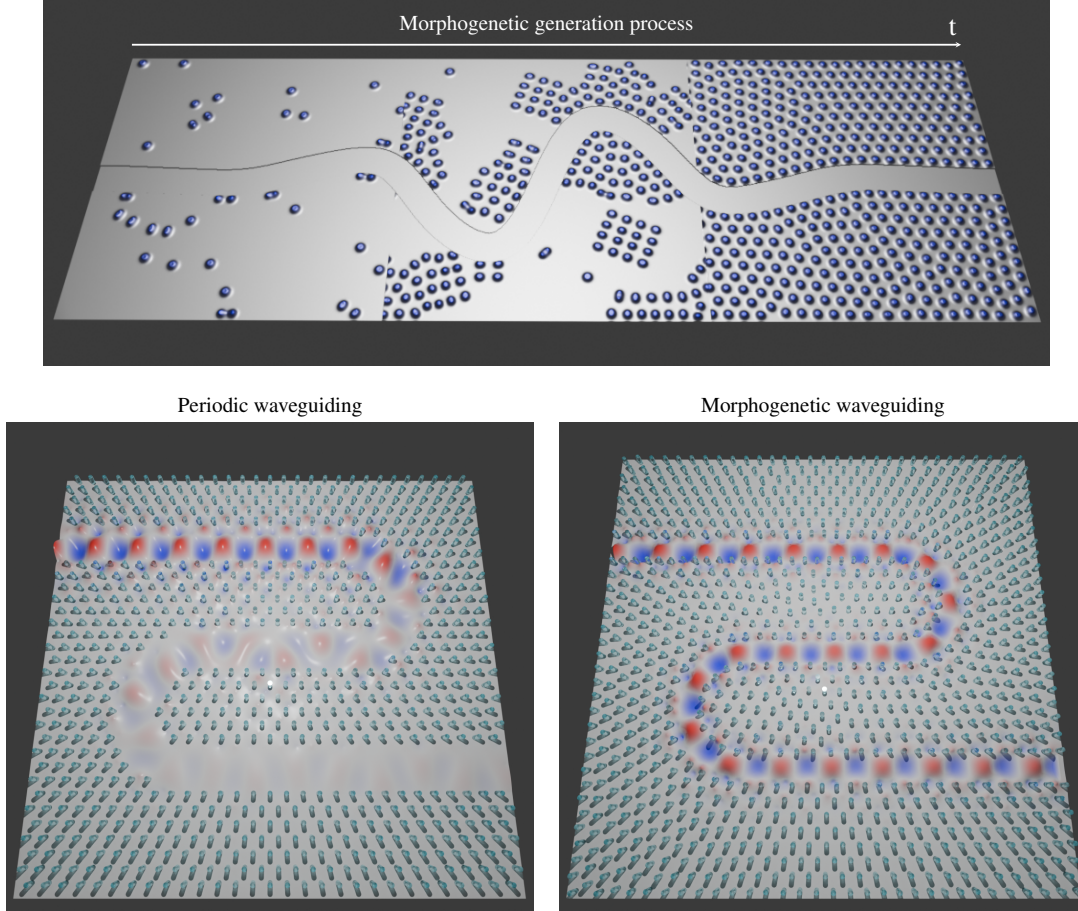 Morphogenetic generation process
t
Periodic waveguiding
Morphogenetic waveguiding